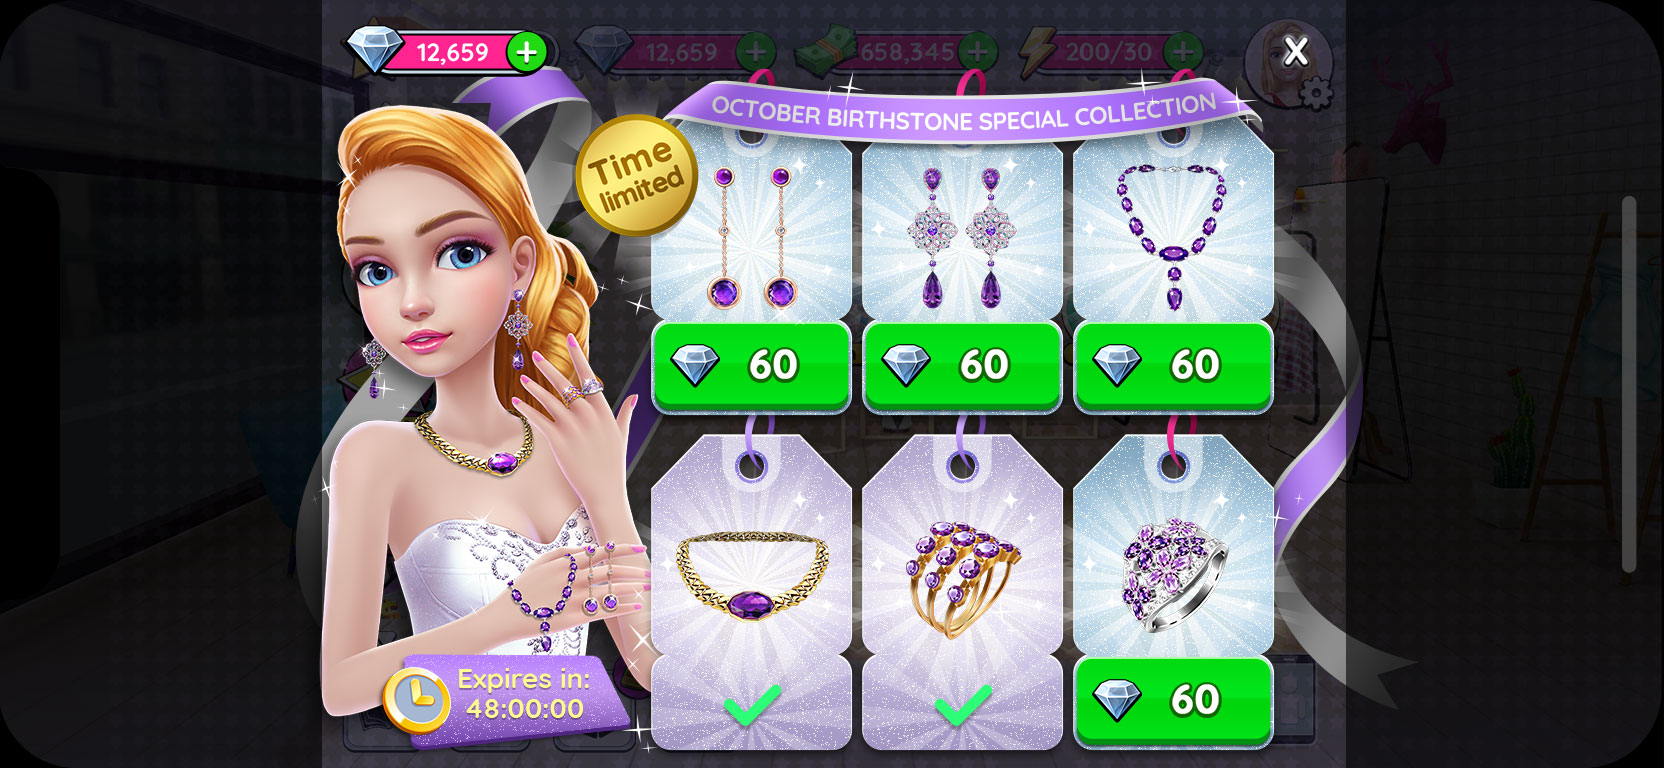 12,659
12,659
658,345
200/30
X
OCTOBER BIRTHSTONE SPECIAL COLLECTION
Time
limited
60
60
60
60
Expires in:
48:00:00